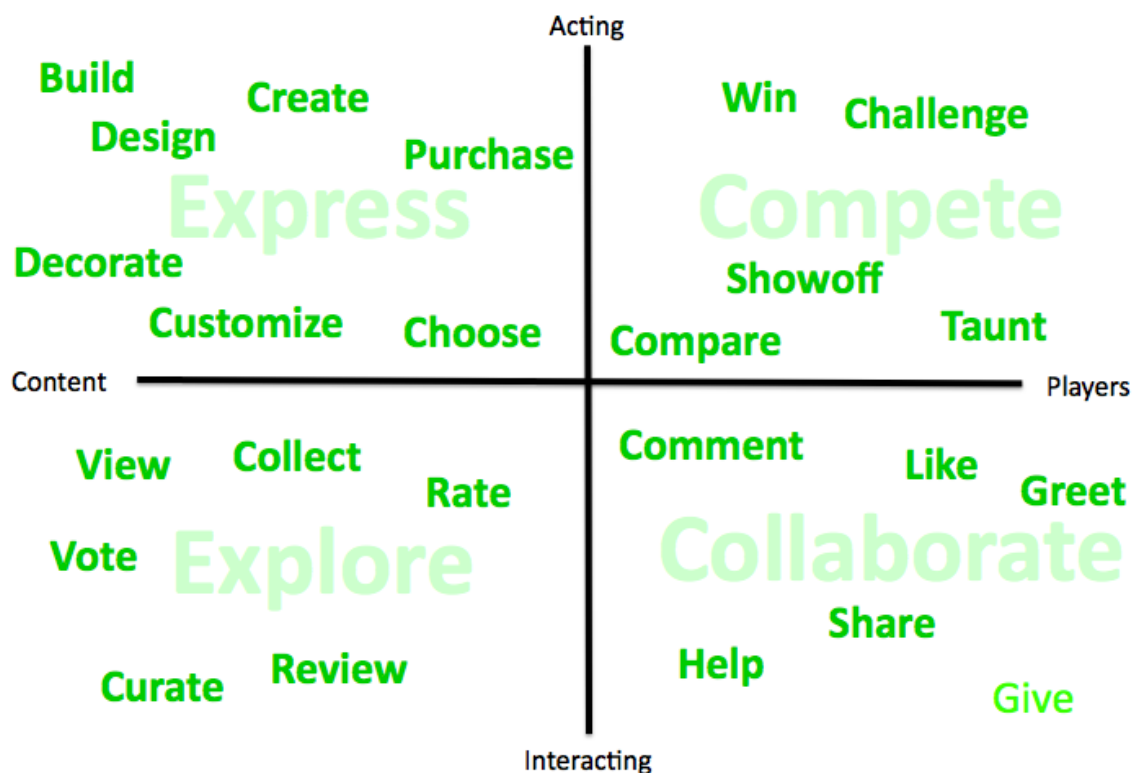 Acting
Build
Create
Design
Purchase
Express
Decorate
Customize
Choose
Win
Challenge
Compete
Showoff
Taunt
Compare
Content
Players
View
Collect
Rate
Vote
Explore
Curate
Review
Comment
Like
Greet
Collaborate
Share
Help
Give
Interacting